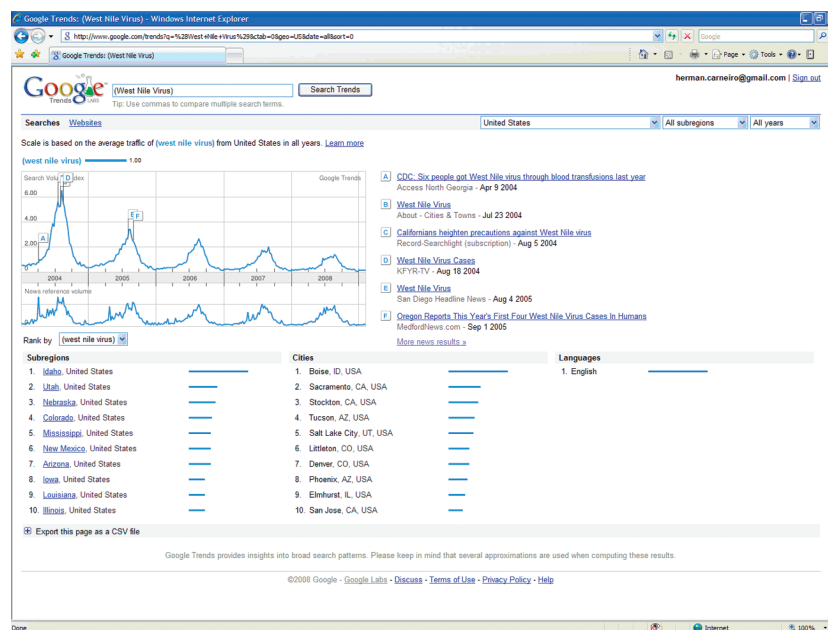 Google Trends: (West Nile Virus) - Windows Internet Explorer
http://www.google.com/trends?q=%28West+Nile+Virus%29&ctab=0&geo=US&date=all&sort=0
Google
Google Trends: (West Nile Virus)
Page
Tools
herman.carneiro@gmail.com | Sign out
Google
Trends LABS
(West Nile Virus)
Search Trends
Tip: Use commas to compare multiple search terms.
Searches Websites
United States
All subregions
All years
Scale is based on the average traffic of (west nile virus) from United States in all years. Learn more
(west nile virus) 1.00
Google Trends
6.00
4.00
2.00
0
A
D
E
F
2004 2005 2006 2007 2008
News reference volume
A CDC: Six people got West Nile virus through blood transfusions last year
Access North Georgia - Apr 9 2004
B West Nile Virus
About - Cities & Towns - Jul 23 2004
C Californians heighten precautions against West Nile virus
Record-Searchlight (subscription) - Aug 5 2004
D West Nile Virus Cases
KFYR-TV - Aug 18 2004
E West Nile Virus
San Diego Headline News - Aug 4 2005
F Oregon Reports This Year's First Four West Nile Virus Cases In Humans
MedfordNews.com - Sep 1 2005
More news results »
Rank by (west nile virus)
Subregions
1. Idaho, United States
2. Utah, United States
3. Nebraska, United States
4. Colorado, United States
5. Mississippi, United States
6. New Mexico, United States
7. Arizona, United States
8. Iowa, United States
9. Louisiana, United States
10. Illinois, United States
Cities
1. Boise, ID, USA
2. Sacramento, CA, USA
3. Stockton, CA, USA
4. Tucson, AZ, USA
5. Salt Lake City, UT, USA
6. Littleton, CO, USA
7. Denver, CO, USA
8. Phoenix, AZ, USA
9. Elmhurst, IL, USA
10. San Jose, CA, USA
Languages
1. English
Export this page as a CSV file
Google Trends provides insights into broad search patterns. Please keep in mind that several approximations are used when computing these results.
©2008 Google - Google Labs - Discuss - Terms of Use - Privacy Policy - Help
Done
Internet
100%